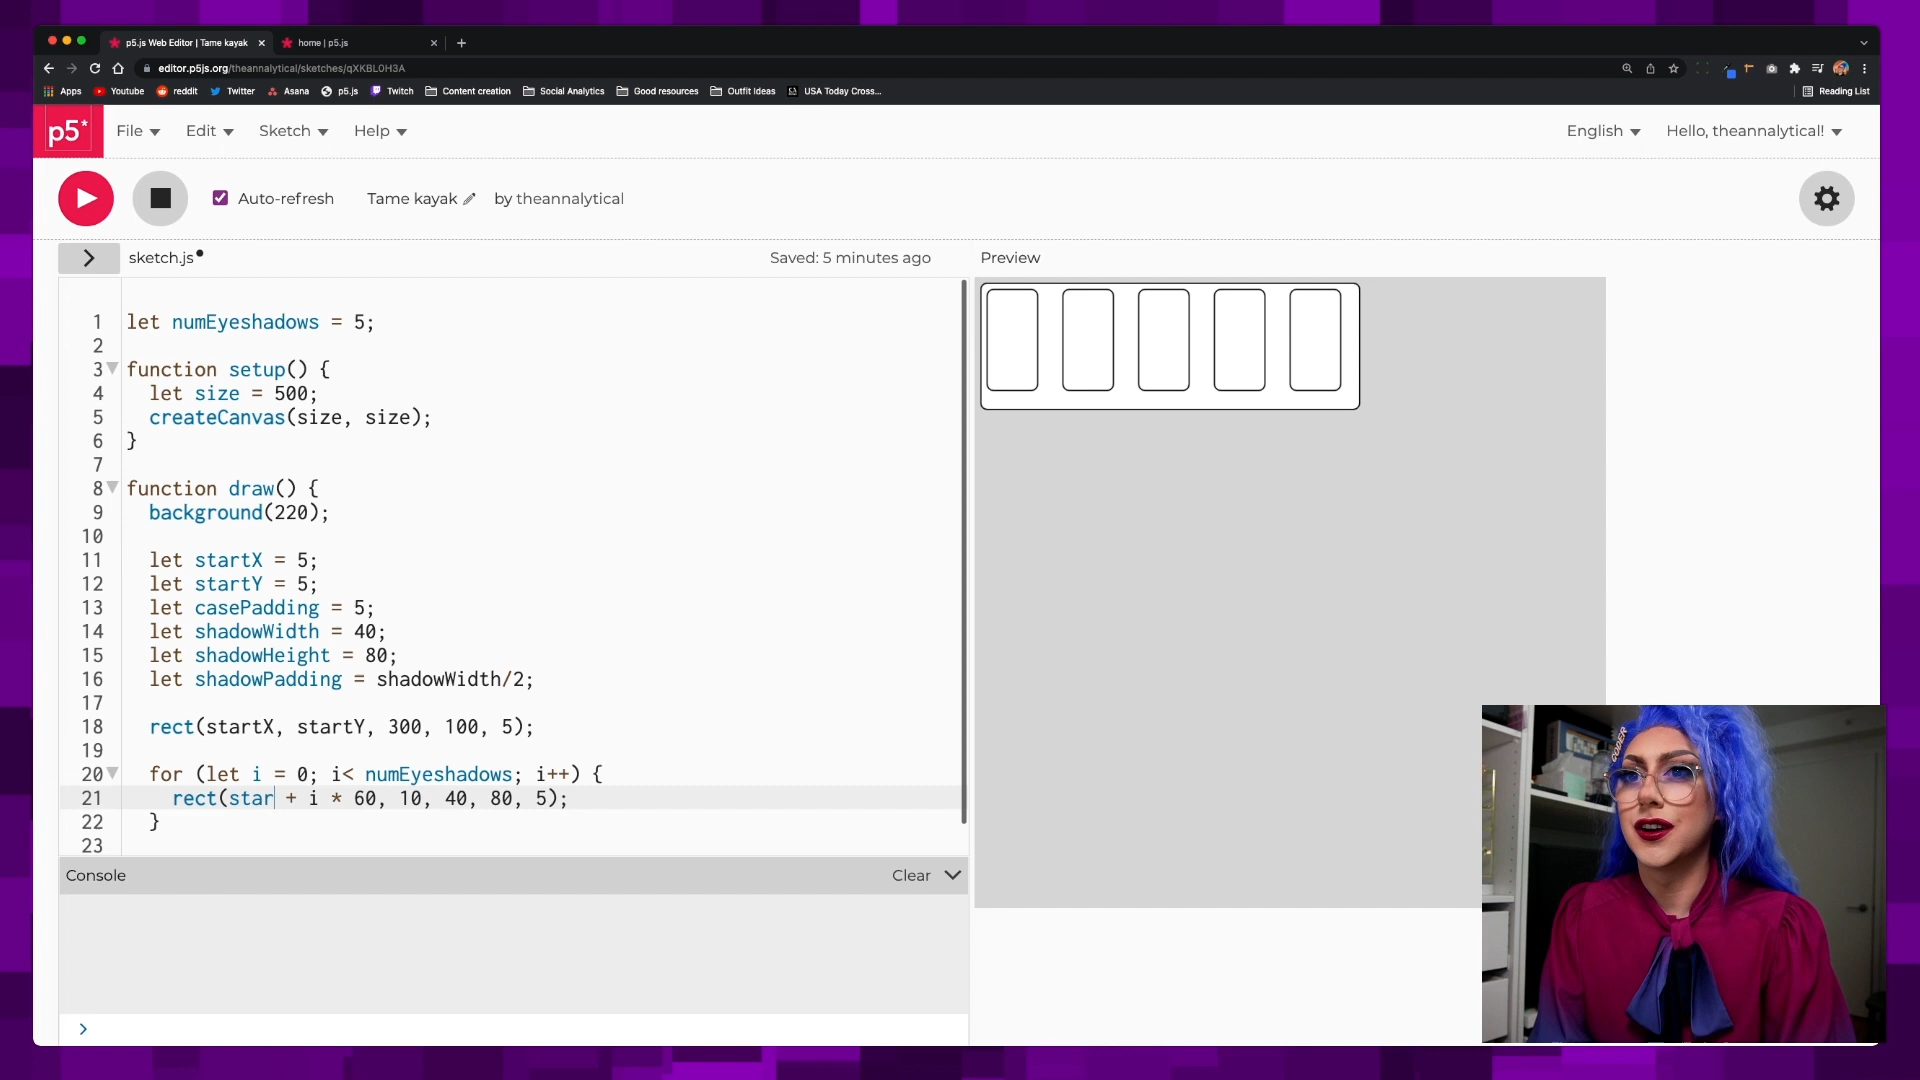 p5.js Web Editor | Tame kayak
home | p5.js
editor.p5js.org/theannalytical/sketches/qXKBL0H3A
Apps Youtube reddit Twitter Asana p5.js Twitch Content creation Social Analytics Good resources Outfit Ideas USA Today Cross... Reading List
p5* File Edit Sketch Help English Hello, theannalytical!
Auto-refresh Tame kayak by theannalytical
sketch.js Saved: 5 minutes ago Preview
1 let numEyeshadows = 5;
2
3 function setup() {
4 let size = 500;
5 createCanvas(size, size);
6 }
7
8 function draw() {
9 background(220);
10
11 let startX = 5;
12 let startY = 5;
13 let casePadding = 5;
14 let shadowWidth = 40;
15 let shadowHeight = 80;
16 let shadowPadding = shadowWidth/2;
17
18 rect(startX, startY, 300, 100, 5);
19
20 for (let i = 0; i< numEyeshadows; i++) {
21 rect(star + i * 60, 10, 40, 80, 5);
22 }
23
Console Clear
>
CODER